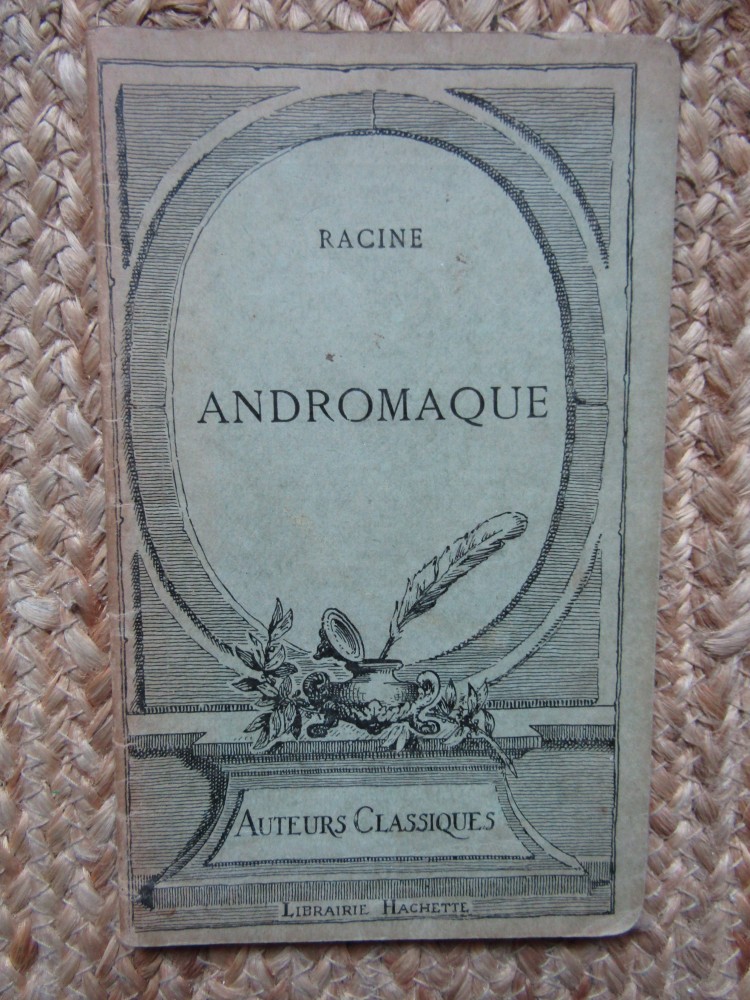 RACINE
ANDROMAQUE
AUTEURS CLASSIQUES
LIBRAIRIE HACHETTE